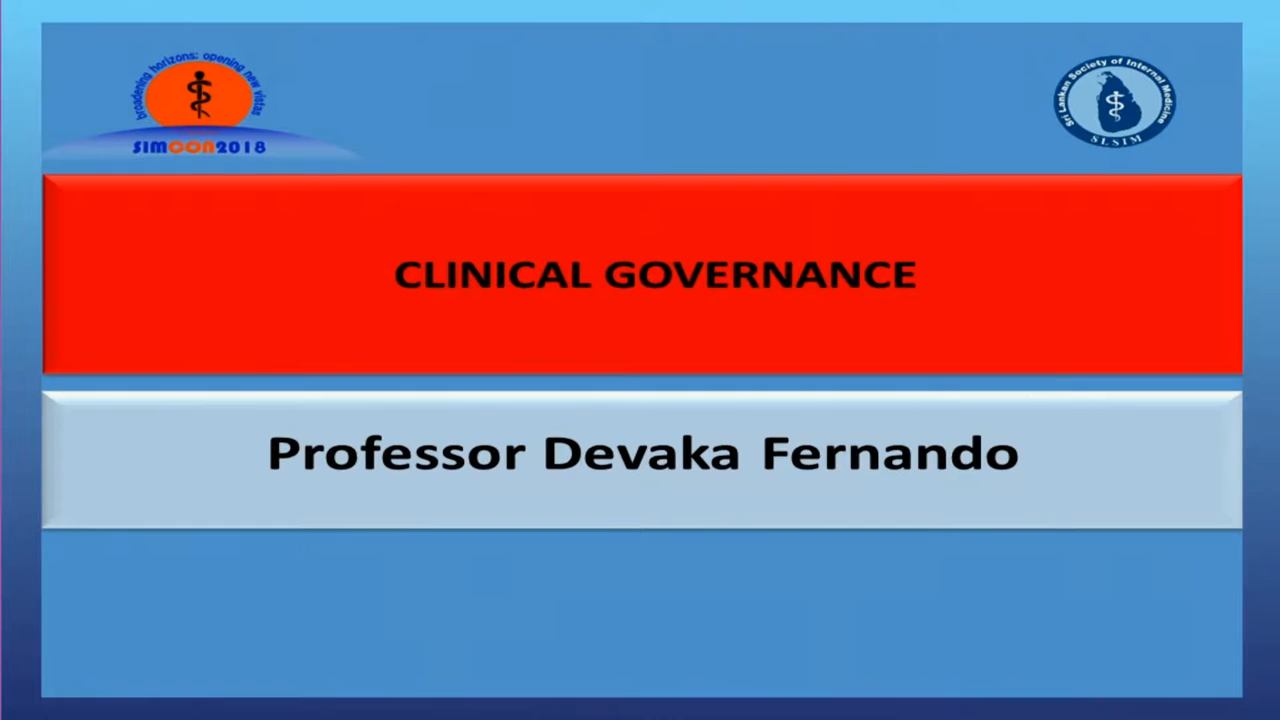 broadening horizons: opening new vistas
SIMCON2018
Sri Lankan Society of Internal Medicine
SLSIM
CLINICAL GOVERNANCE
Professor Devaka Fernando